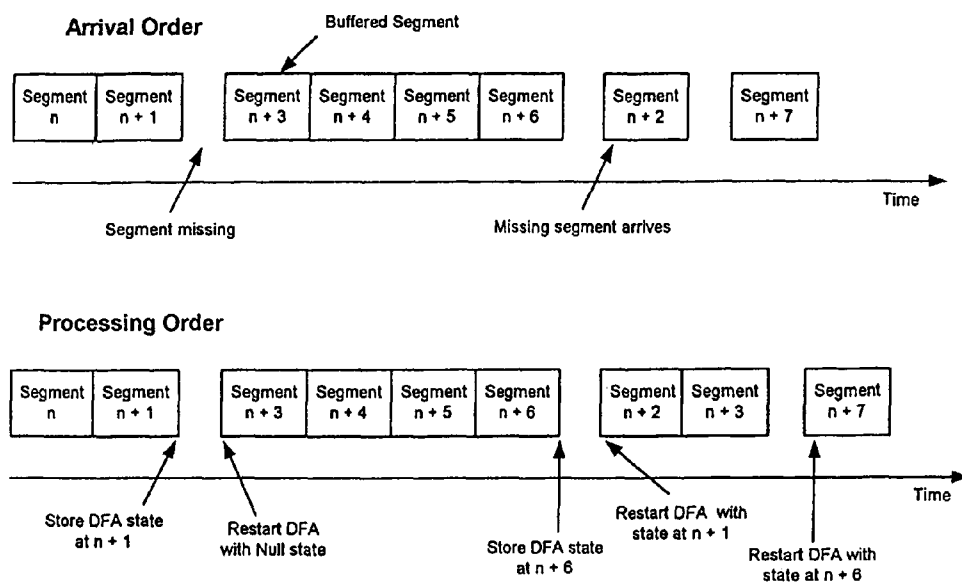 Arrival Order
Buffered Segment
Segment
n
Segment
n + 1
Segment
n + 3
Segment
n + 4
Segment
n + 5
Segment
n + 6
Segment
n + 2
Segment
n + 7
Time
Segment missing
Missing segment arrives
Processing Order
Segment
n
Segment
n + 1
Segment
n + 3
Segment
n + 4
Segment
n + 5
Segment
n + 6
Segment
n + 2
Segment
n + 3
Segment
n + 7
Time
Store DFA state
at n + 1
Restart DFA
with Null state
Store DFA state
at n + 6
Restart DFA with
state at n + 1
Restart DFA with
state at n + 6